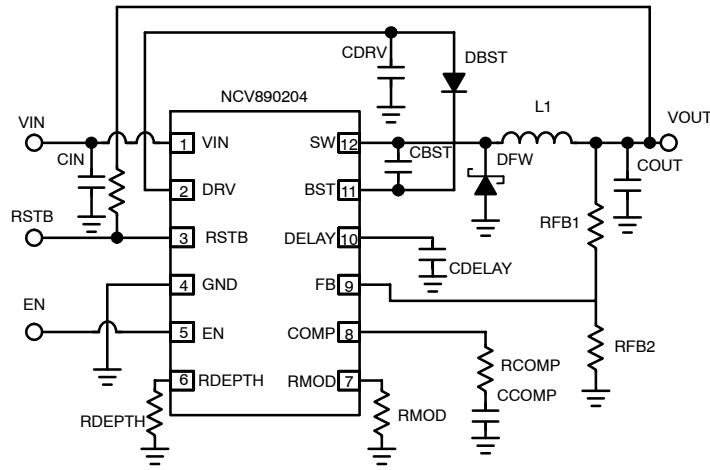 CDRV
DBST
NCV890204
L1
VIN
VOUT
1
VIN
SW
12
CIN
CBST
DFW
COUT
2
DRV
BST
11
RSTB
RFB1
3
RSTB
DELAY
10
CDELAY
4
GND
FB
9
EN
5
EN
COMP
8
RFB2
RCOMP
6
RDEPTH
RMOD
7
CCOMP
RDEPTH
RMOD